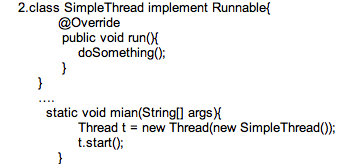 2.class SimpleThread implement Runnable{
@Override
public void run(){
doSomething();
}
}
....
static void mian(String[] args){
Thread t = new Thread(new SimpleThread());
t.start();
}